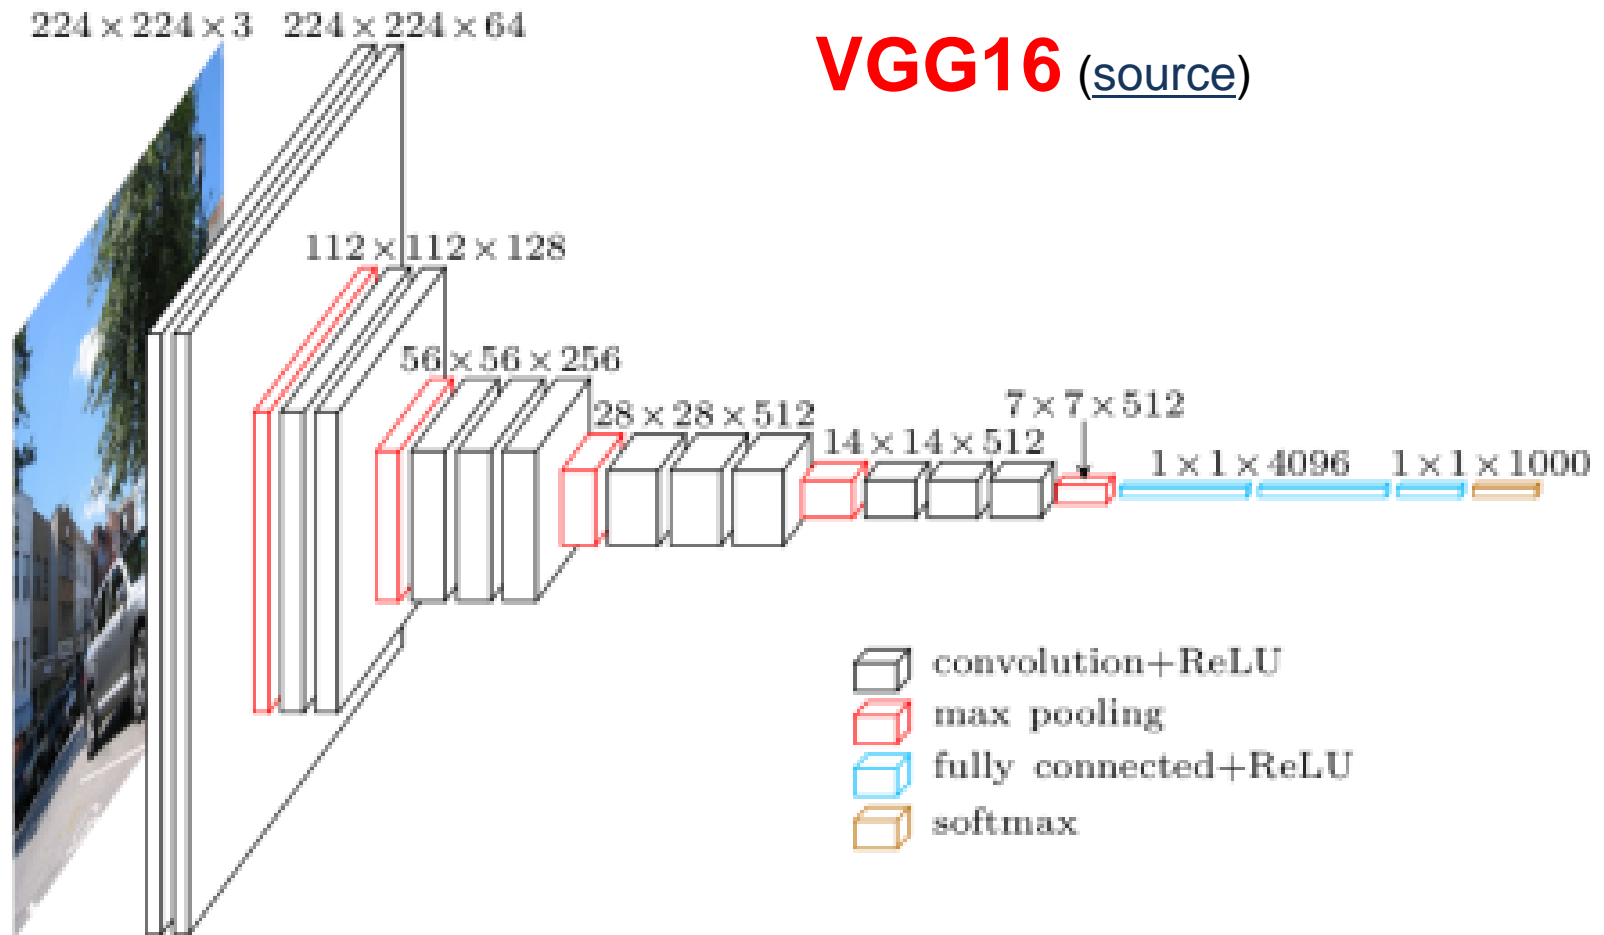 224 × 224 × 3
224 × 224 × 64
VGG16 (source)
112 × 112 × 128
56 × 56 × 256
28 × 28 × 512
14 × 14 × 512
7 × 7 × 512
1 × 1 × 4096
1 × 1 × 1000
convolution+ReLU
max pooling
fully connected+ReLU
softmax